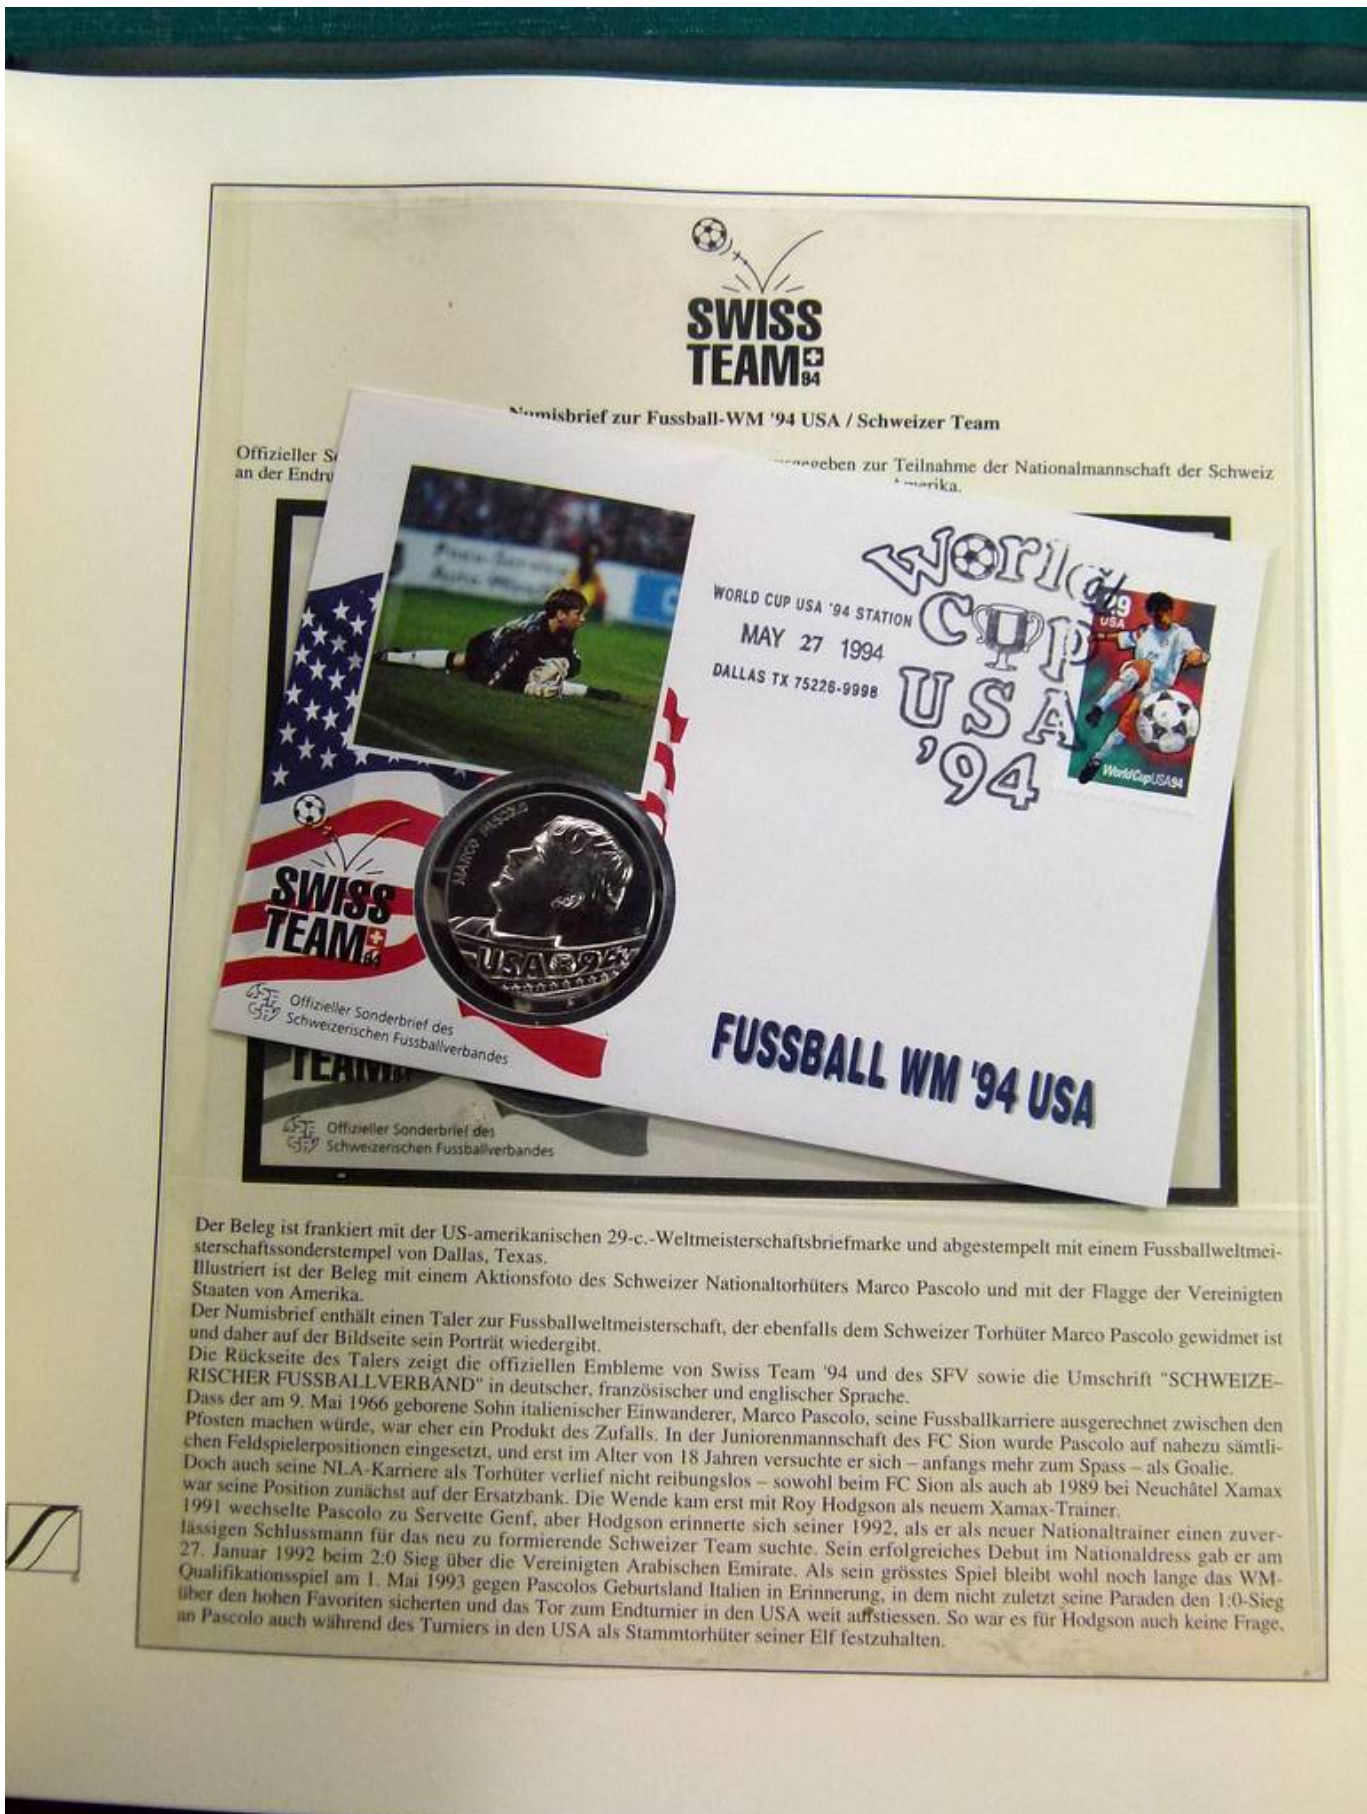 SWISS
TEAM
94
Numisbrief zur Fussball-WM '94 USA / Schweizer Team
Offizieller
zur Teilnahme der Nationalmannschaft der Schweiz
an der
WORLD CUP USA '94 STATION
MAY 27 1994
DALLAS TX 75226-9998
World
Cup
USA
'94
29
USA
WorldCupUSA94
MARCO PASCOLO
USA 94
SWISS
TEAM
94
Offizieller Sonderbrief des
Schweizerischen Fussballverbandes
FUSSBALL WM '94 USA
TEAM
Offizieller Sonderbrief des
Schweizerischen Fussballverbandes
Der Beleg ist frankiert mit der US-amerikanischen 29-c.-Weltmeisterschaftsbriefmarke und abgestempelt mit einem Fussballweltmei-
sterschaftssonderstempel von Dallas, Texas.
Illustriert ist der Beleg mit einem Aktionsfoto des Schweizer Nationaltorhüters Marco Pascolo und mit der Flagge der Vereinigten
Staaten von Amerika.
Der Numisbrief enthält einen Taler zur Fussballweltmeisterschaft, der ebenfalls dem Schweizer Torhüter Marco Pascolo gewidmet ist
und daher auf der Bildseite sein Porträt wiedergibt.
Die Rückseite des Talers zeigt die offiziellen Embleme von Swiss Team '94 und des SFV sowie die Umschrift "SCHWEIZE-
RISCHER FUSSBALLVERBAND" in deutscher, französischer und englischer Sprache.
Dass der am 9. Mai 1966 geborene Sohn italienischer Einwanderer, Marco Pascolo, seine Fussballkarriere ausgerechnet zwischen den
Pfosten machen würde, war eher ein Produkt des Zufalls. In der Juniorenmannschaft des FC Sion wurde Pascolo auf nahezu sämtli-
chen Feldspielerpositionen eingesetzt, und erst im Alter von 18 Jahren versuchte er sich – anfangs mehr zum Spass – als Goalie.
Doch auch seine NLA-Karriere als Torhüter verlief nicht reibungslos – sowohl beim FC Sion als auch ab 1989 bei Neuchâtel Xamax
war seine Position zunächst auf der Ersatzbank. Die Wende kam erst mit Roy Hodgson als neuem Xamax-Trainer.
1991 wechselte Pascolo zu Servette Genf, aber Hodgson erinnerte sich seiner 1992, als er als neuer Nationaltrainer einen zuver-
lässigen Schlussmann für das neu zu formierende Schweizer Team suchte. Sein erfolgreiches Debut im Nationaldress gab er am
27. Januar 1992 beim 2:0 Sieg über die Vereinigten Arabischen Emirate. Als sein grösstes Spiel bleibt wohl noch lange das WM-
Qualifikationsspiel am 1. Mai 1993 gegen Pascolos Geburtsland Italien in Erinnerung, in dem nicht zuletzt seine Paraden den 1:0-Sieg
über den hohen Favoriten sicherten und das Tor zum Endturnier in den USA weit aufstiessen. So war es für Hodgson auch keine Frage,
an Pascolo auch während des Turniers in den USA als Stammtorhüter seiner Elf festzuhalten.